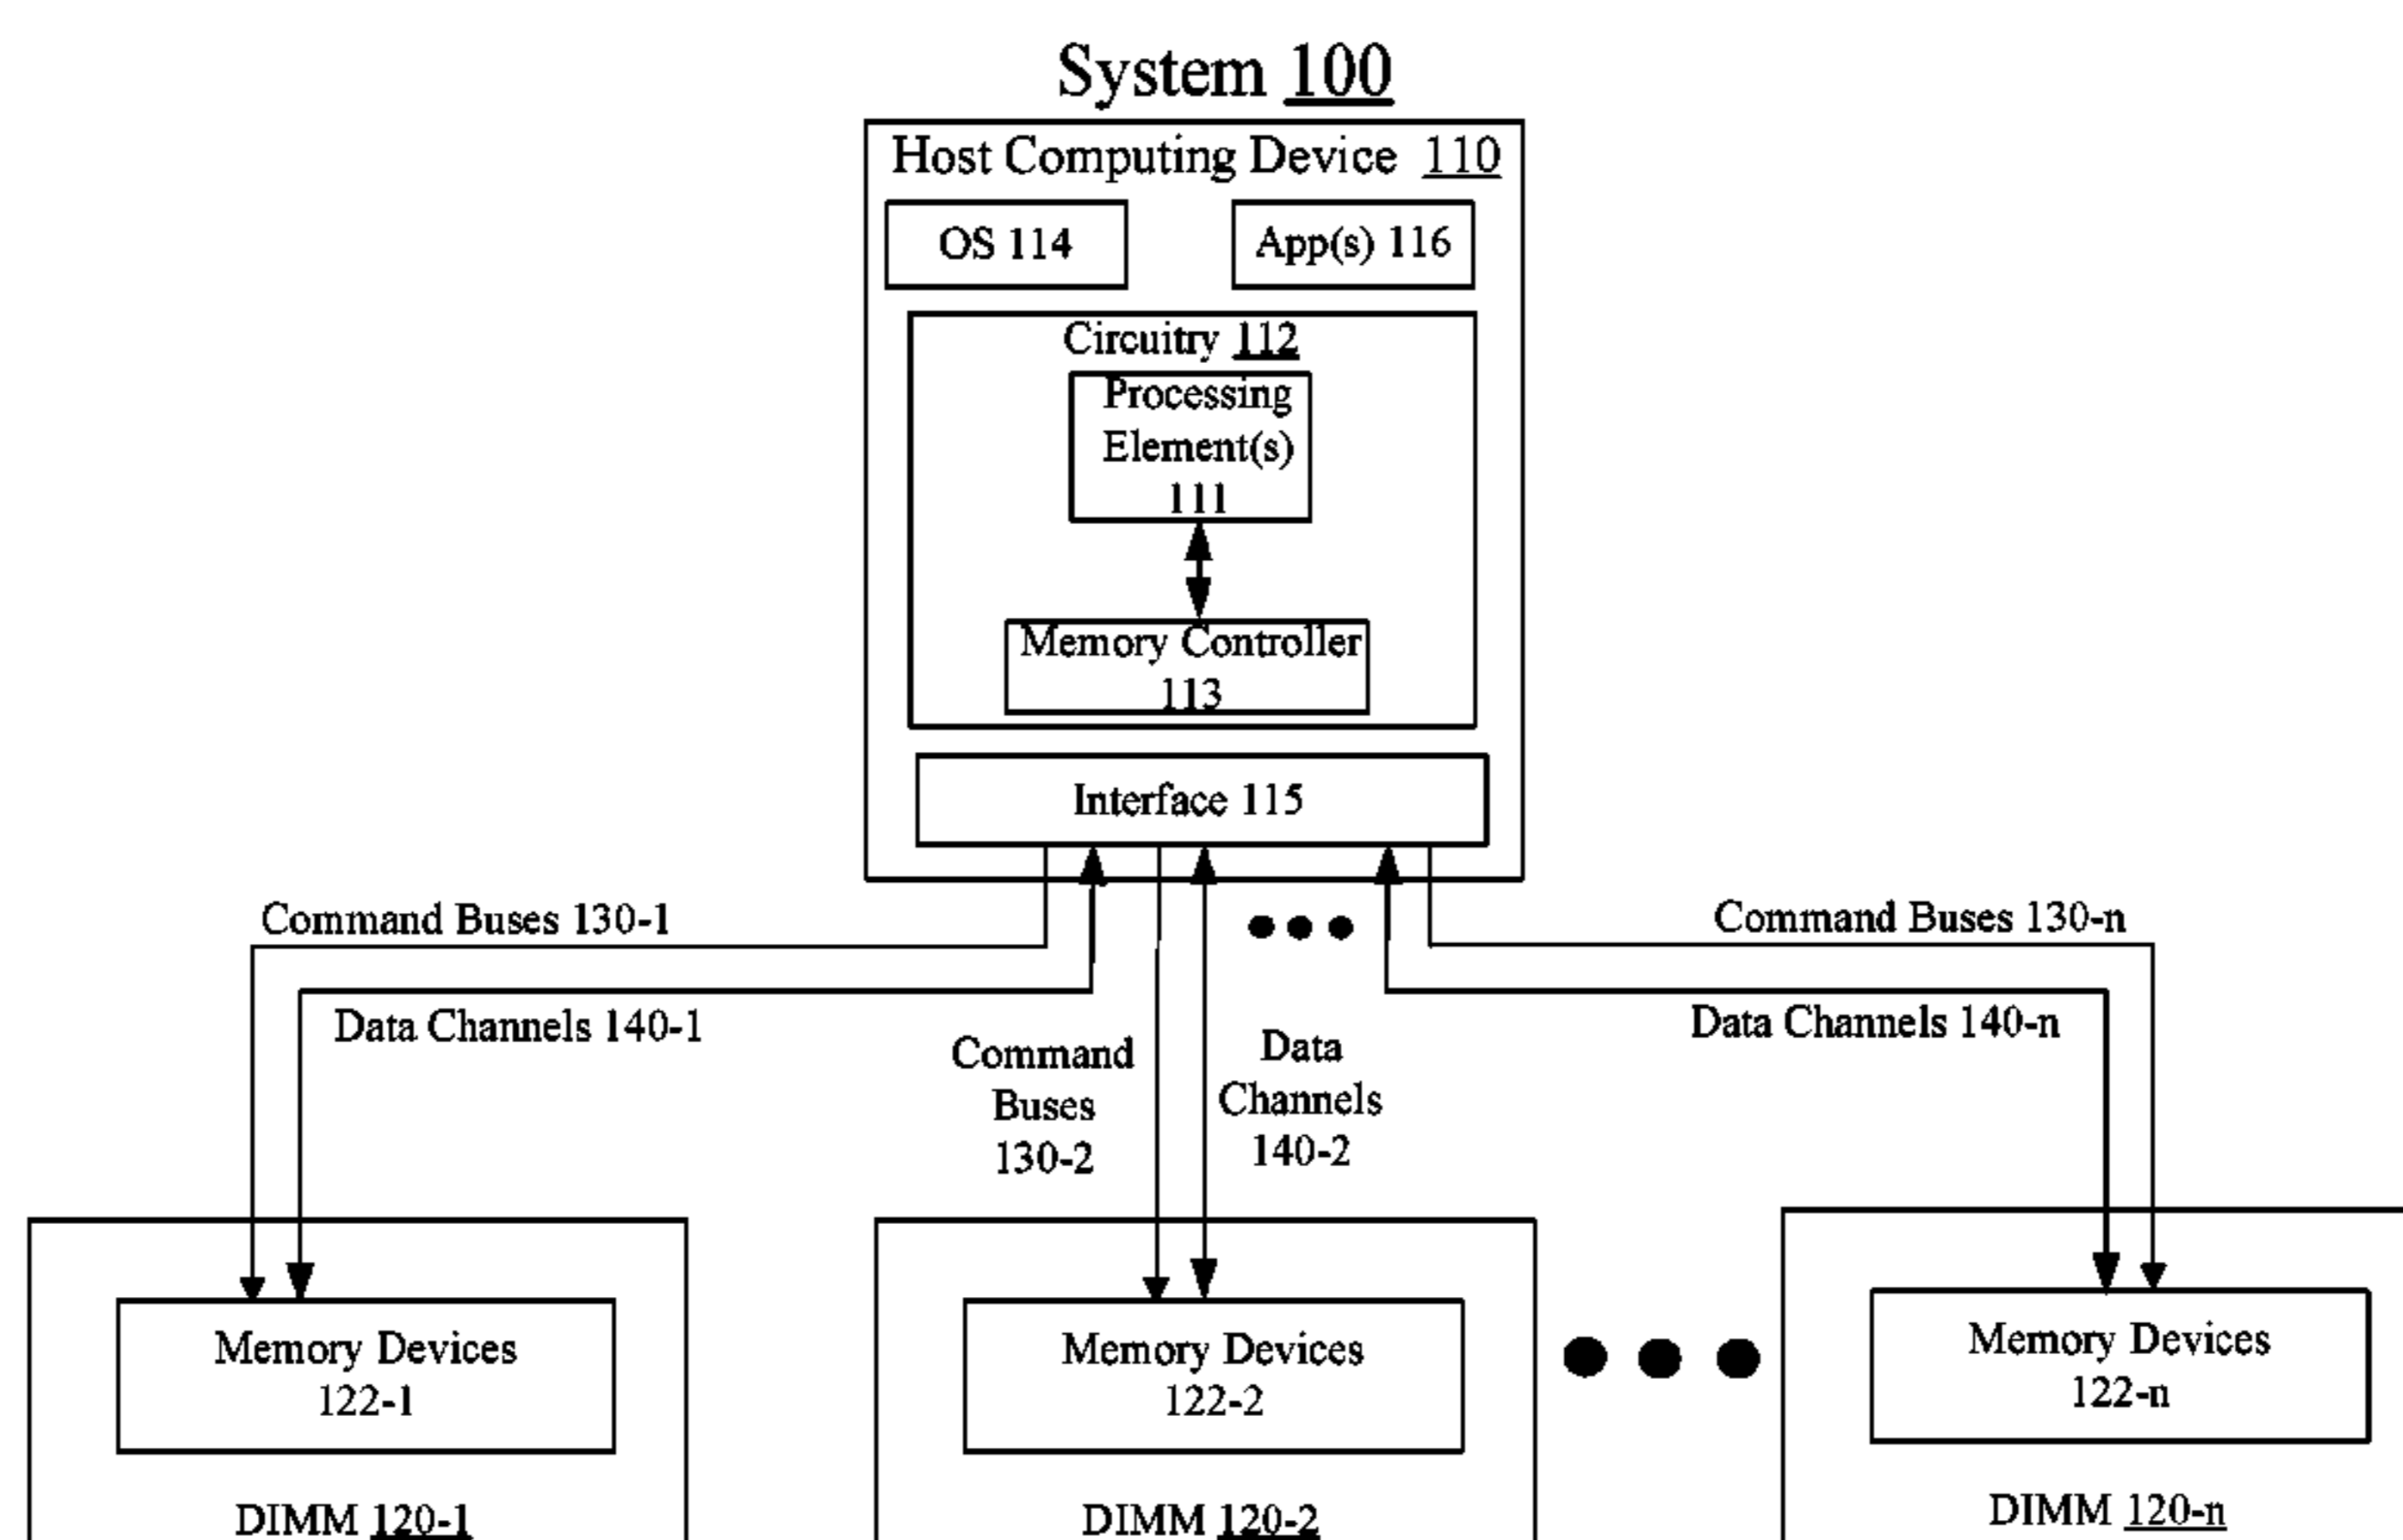 System 100
Host Computing Device 110
OS 114
App(s) 116
Circuitry 112
Processing
Element(s)
111
Memory Controller
113
Interface 115
Command Buses 130-1
Command Buses 130-n
Data Channels 140-1
Data Channels 140-n
Command
Buses
130-2
Data
Channels
140-2
Memory Devices
122-1
DIMM 120-1
Memory Devices
122-2
DIMM 120-2
Memory Devices
122-n
DIMM 120-n